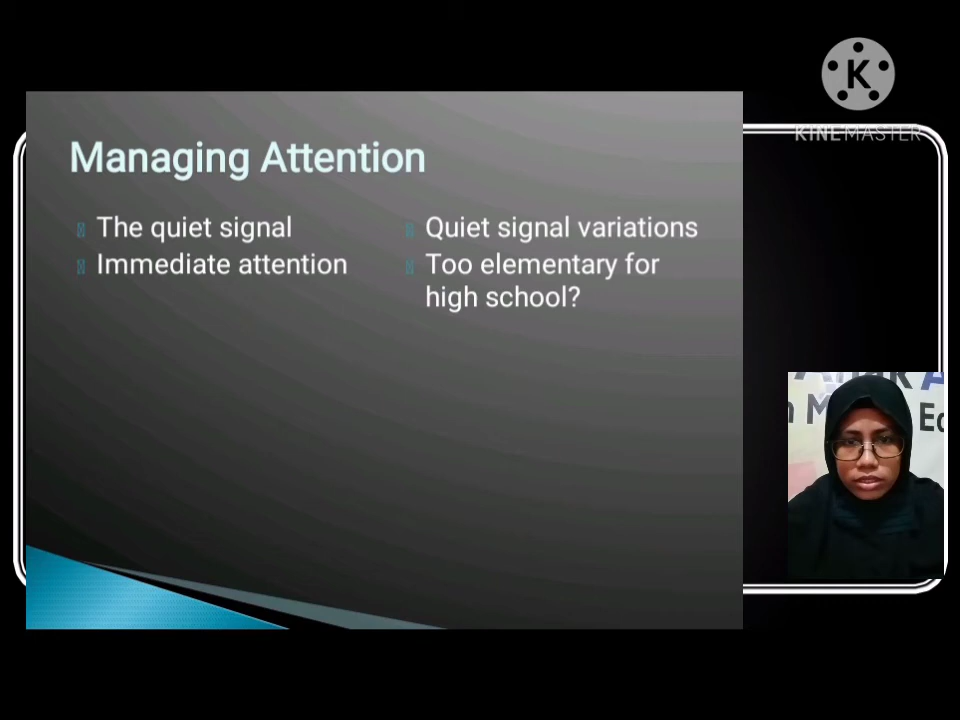 K
KINEMASTER
Managing Attention
The quiet signal
Immediate attention
Quiet signal variations
Too elementary for
high school?